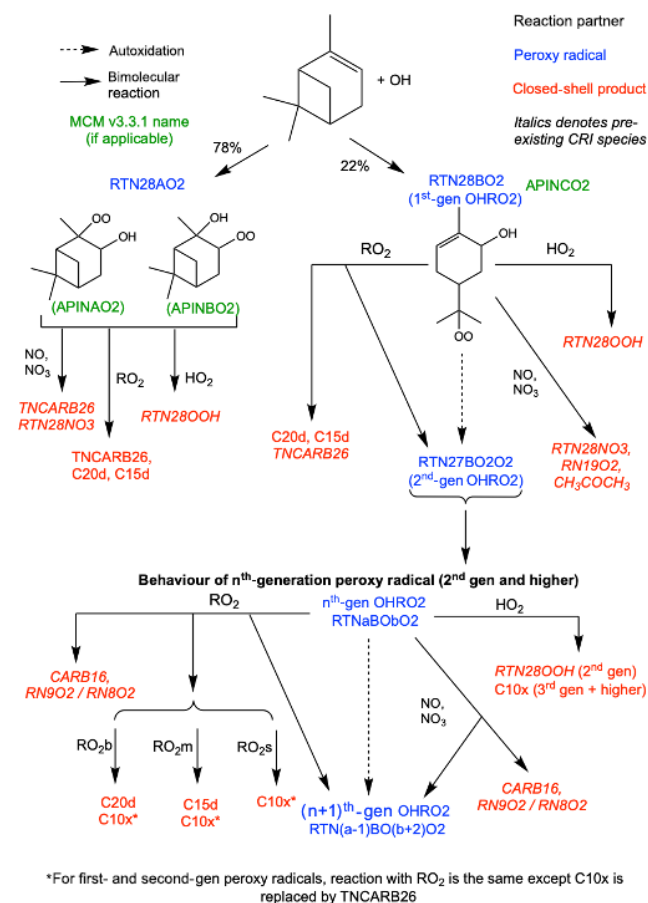 Autoxidation
Bimolecular
reaction
MCM v3.3.1 name
(if applicable)
+ OH
Reaction partner
Peroxy radical
Closed-shell product
Italics denotes pre-
existing CRI species
78%
22%
RTN28AO2
RTN28BO2
(1st-gen OHRO2)
APINCO2
OO
OH
OH
OO
(APINAO2)
(APINBO2)
RO2
OH
HO2
OO
NO,
NO3
RO2
HO2
RTN28OOH
NO,
NO3
TNCARB26
RTN28NO3
RTN28OOH
TNCARB26,
C20d, C15d
C20d, C15d
TNCARB26
RTN27BO2O2
(2nd-gen OHRO2)
RTN28NO3,
RN19O2,
CH3COCH3
Behaviour of nth-generation peroxy radical (2nd gen and higher)
RO2
nth-gen OHRO2
RTNaBObO2
HO2
CARB16,
RN9O2 / RN8O2
RTN28OOH (2nd gen)
C10x (3rd gen + higher)
NO,
NO3
RO2b
RO2m
RO2s
C20d
C10x*
C15d
C10x*
C10x*
(n+1)th-gen OHRO2
RTN(a-1)BO(b+2)O2
CARB16,
RN9O2 / RN8O2
*For first- and second-gen peroxy radicals, reaction with RO2 is the same except C10x is
replaced by TNCARB26